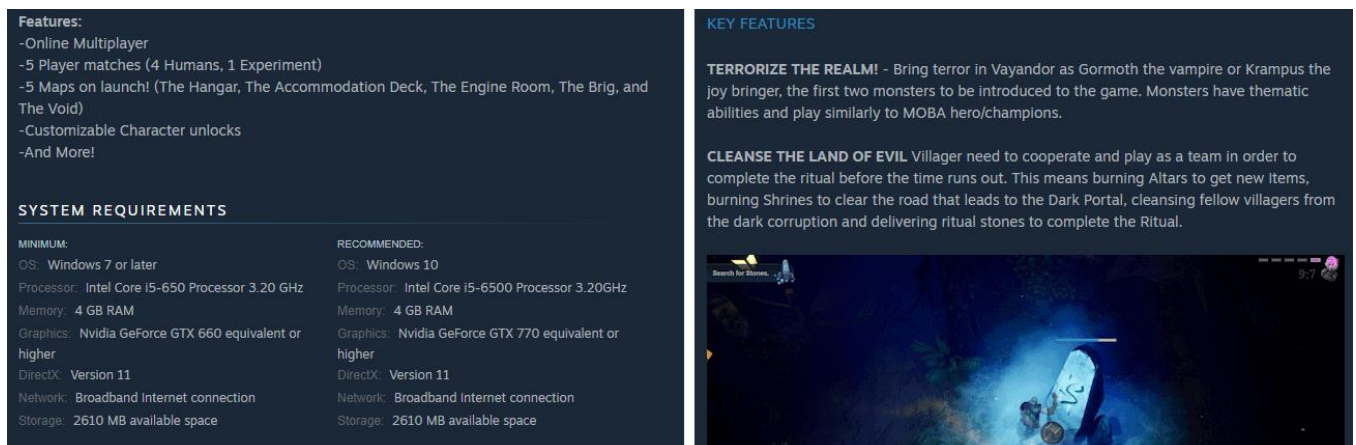 Features:
-Online Multiplayer
-5 Player matches (4 Humans, 1 Experiment)
-5 Maps on launch! (The Hangar, The Accommodation Deck, The Engine Room, The Brig, and
The Void)
-Customizable Character unlocks
-And More!
SYSTEM REQUIREMENTS
MINIMUM:
OS: Windows 7 or later
Processor: Intel Core i5-650 Processor 3.20 GHz
Memory: 4 GB RAM
Graphics: Nvidia GeForce GTX 660 equivalent or
higher
DirectX: Version 11
Network: Broadband Internet connection
Storage: 2610 MB available space
RECOMMENDED:
OS: Windows 10
Processor: Intel Core i5-6500 Processor 3.20GHz
Memory: 4 GB RAM
Graphics: Nvidia GeForce GTX 770 equivalent or
higher
DirectX: Version 11
Network: Broadband Internet connection
Storage: 2610 MB available space
KEY FEATURES
TERRORIZE THE REALM! - Bring terror in Vayandor as Gormoth the vampire or Krampus the
joy bringer, the first two monsters to be introduced to the game. Monsters have thematic
abilities and play similarly to MOBA hero/champions.
CLEANSE THE LAND OF EVIL Villager need to cooperate and play as a team in order to
complete the ritual before the time runs out. This means burning Altars to get new Items,
burning Shrines to clear the road that leads to the Dark Portal, cleansing fellow villagers from
the dark corruption and delivering ritual stones to complete the Ritual.
Search for Stones.
9:7